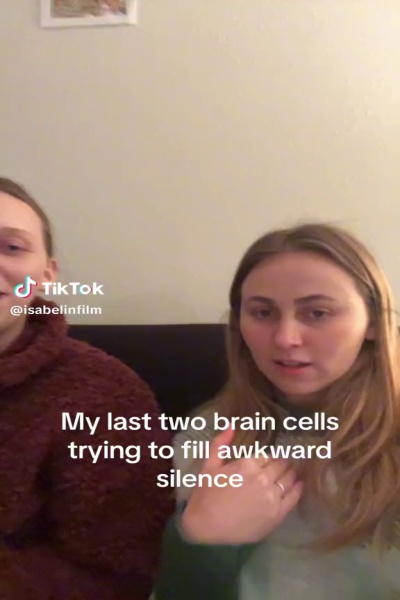 TikTok
@isabelinfilm
My last two brain cells
trying to fill awkward
silence